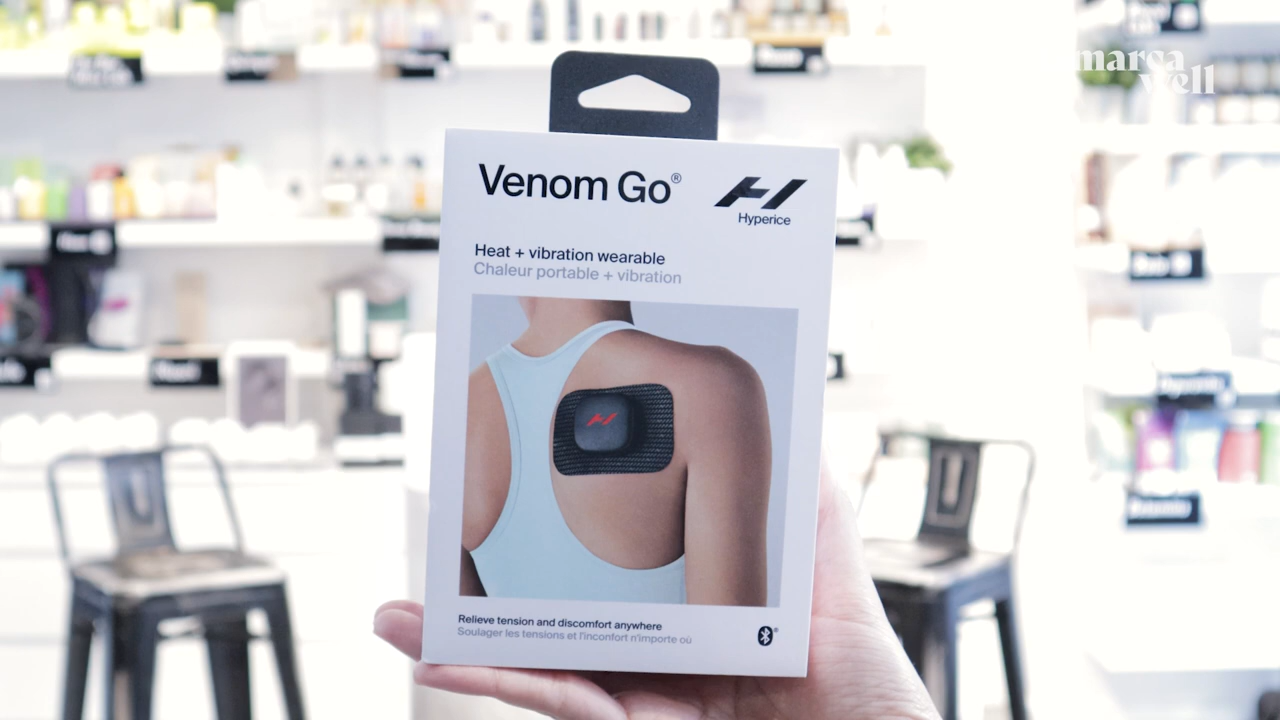 marca
well
Venom Go®
Hyperice
Heat + vibration wearable
Chaleur portable + vibration
Relieve tension and discomfort anywhere
Soulager les tensions et l'inconfort n'importe où